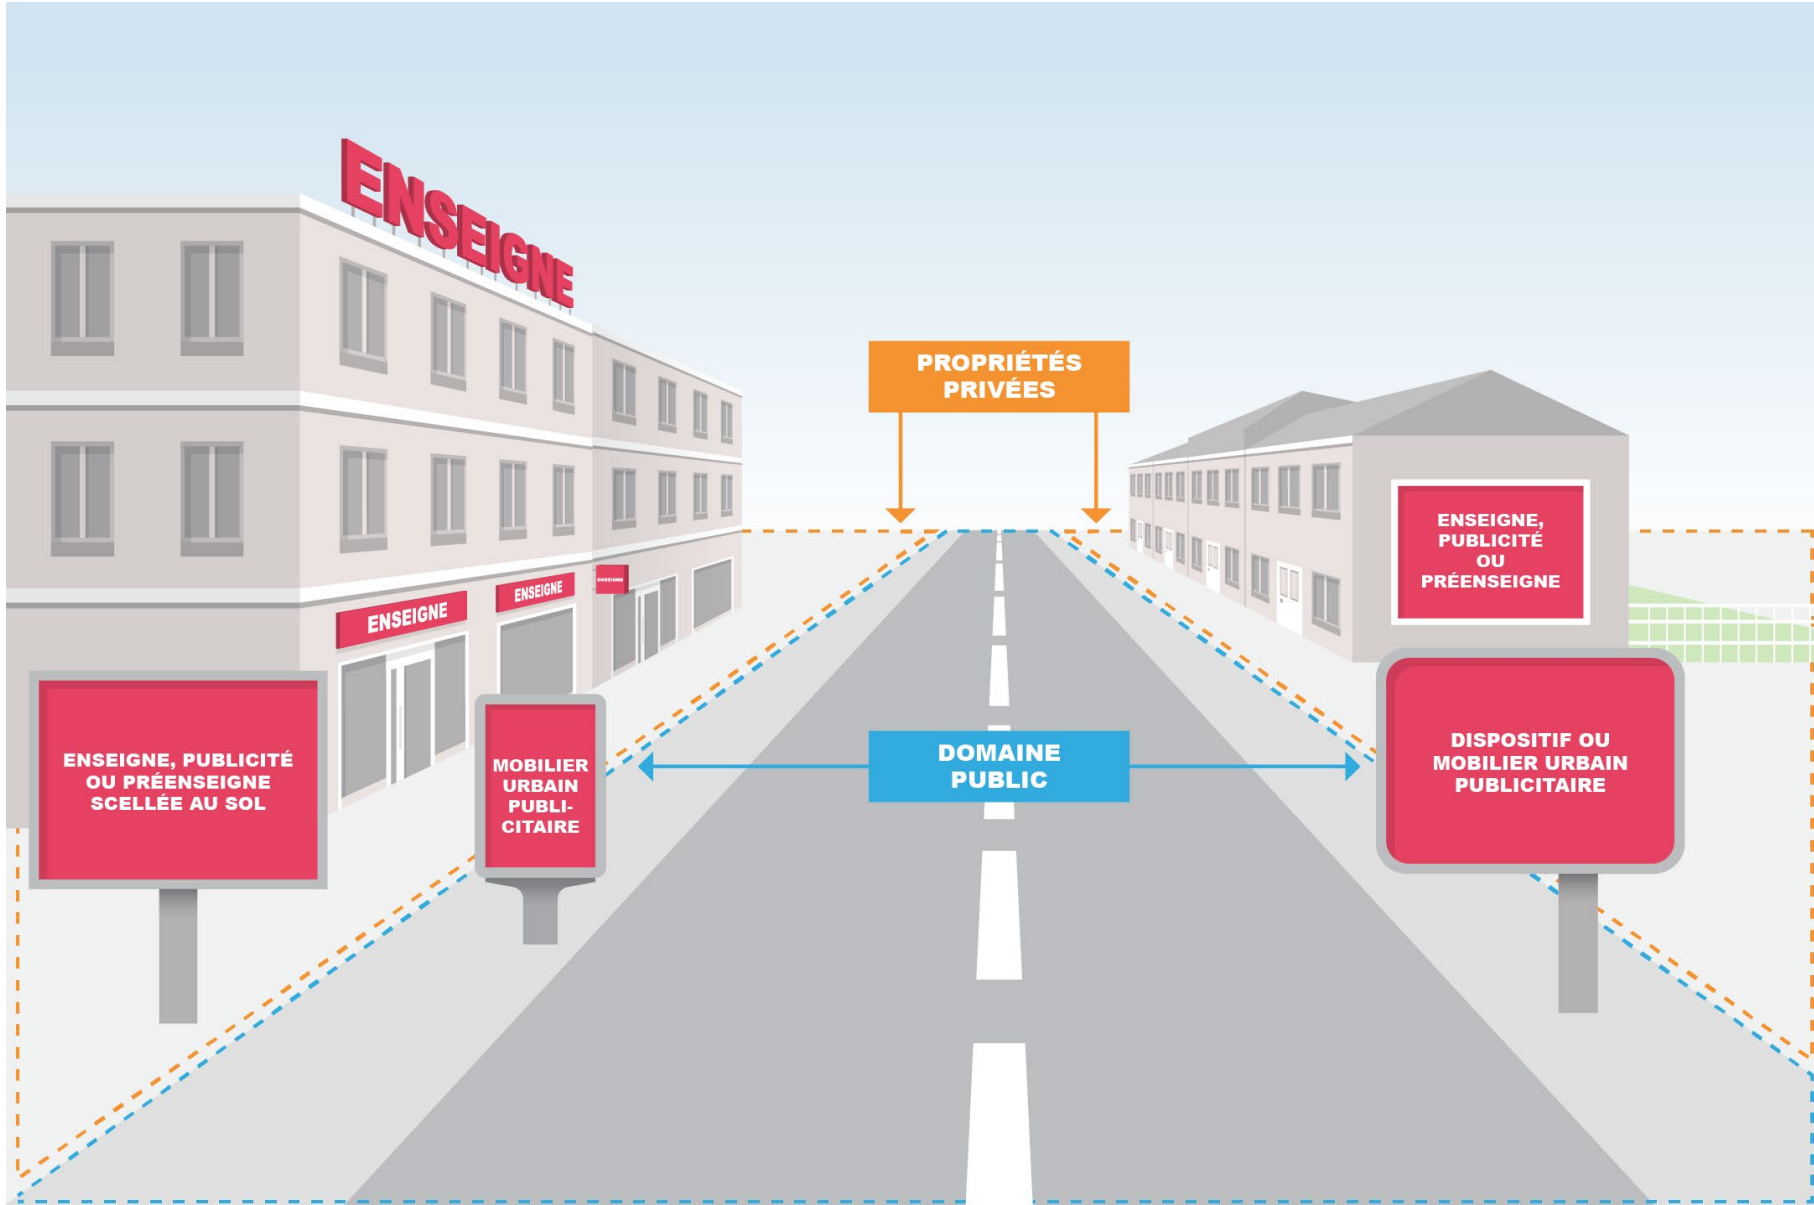 ENSEIGNE
PROPRIÉTÉS
PRIVÉES
ENSEIGNE,
PUBLICITÉ
OU
PRÉENSEIGNE
ENSEIGNE
ENSEIGNE
ENSEIGNE
ENSEIGNE, PUBLICITÉ
OU PRÉENSEIGNE
SCELLÉE AU SOL
MOBILIER
URBAIN
PUBLI-
CITAIRE
DOMAINE
PUBLIC
DISPOSITIF OU
MOBILIER URBAIN
PUBLICITAIRE